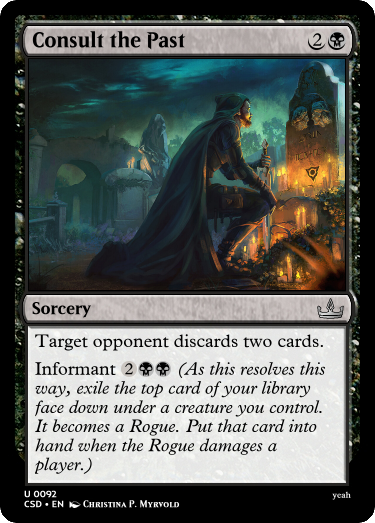 Consult the Past 2
Sorcery
Target opponent discards two cards.
Informant 2 (As this resolves this
way, exile the top card of your library
face down under a creature you control.
It becomes a Rogue. Put that card into
hand when the Rogue damages a
player.)
U 0092
yeah
CSD • EN Christina P. Myrvold